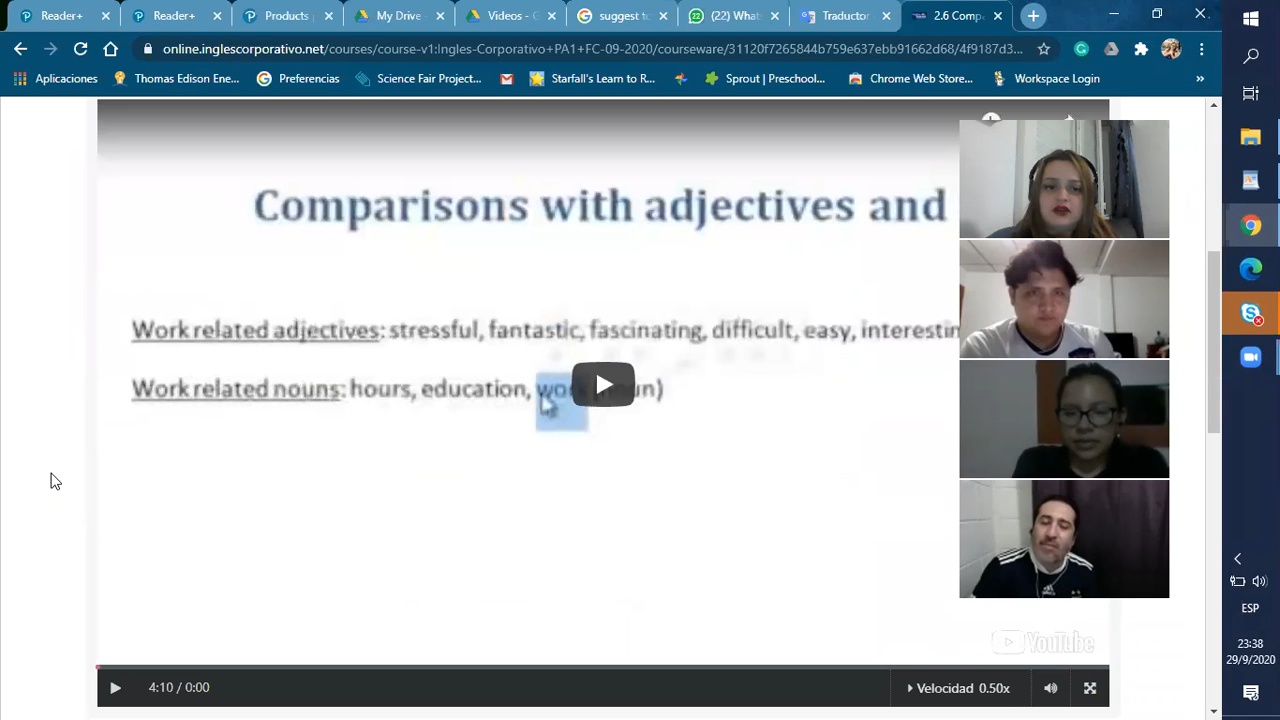 Reader+
Reader+
Products
My Drive -
Videos - G
suggest to
(22) What
Traductor
2.6 Comp
online.inglescorporativo.net/courses/course-v1:Ingles-Corporativo+PA1+FC-09-2020/courseware/31120f7265844b759e637ebb91662d68/4f9187d3...
Aplicaciones
Thomas Edison Ene...
Preferencias
Science Fair Project...
Starfall's Learn to R...
Sprout | Preschool...
Chrome Web Store...
Workspace Login
»
Comparisons with adjectives and
Work related adjectives: stressful, fantastic, fascinating, difficult, easy, interestin
Work related nouns: hours, education, work (noun)
YouTube
4:10 / 0:00
Velocidad 0.50x
ESP
23:38
29/9/2020